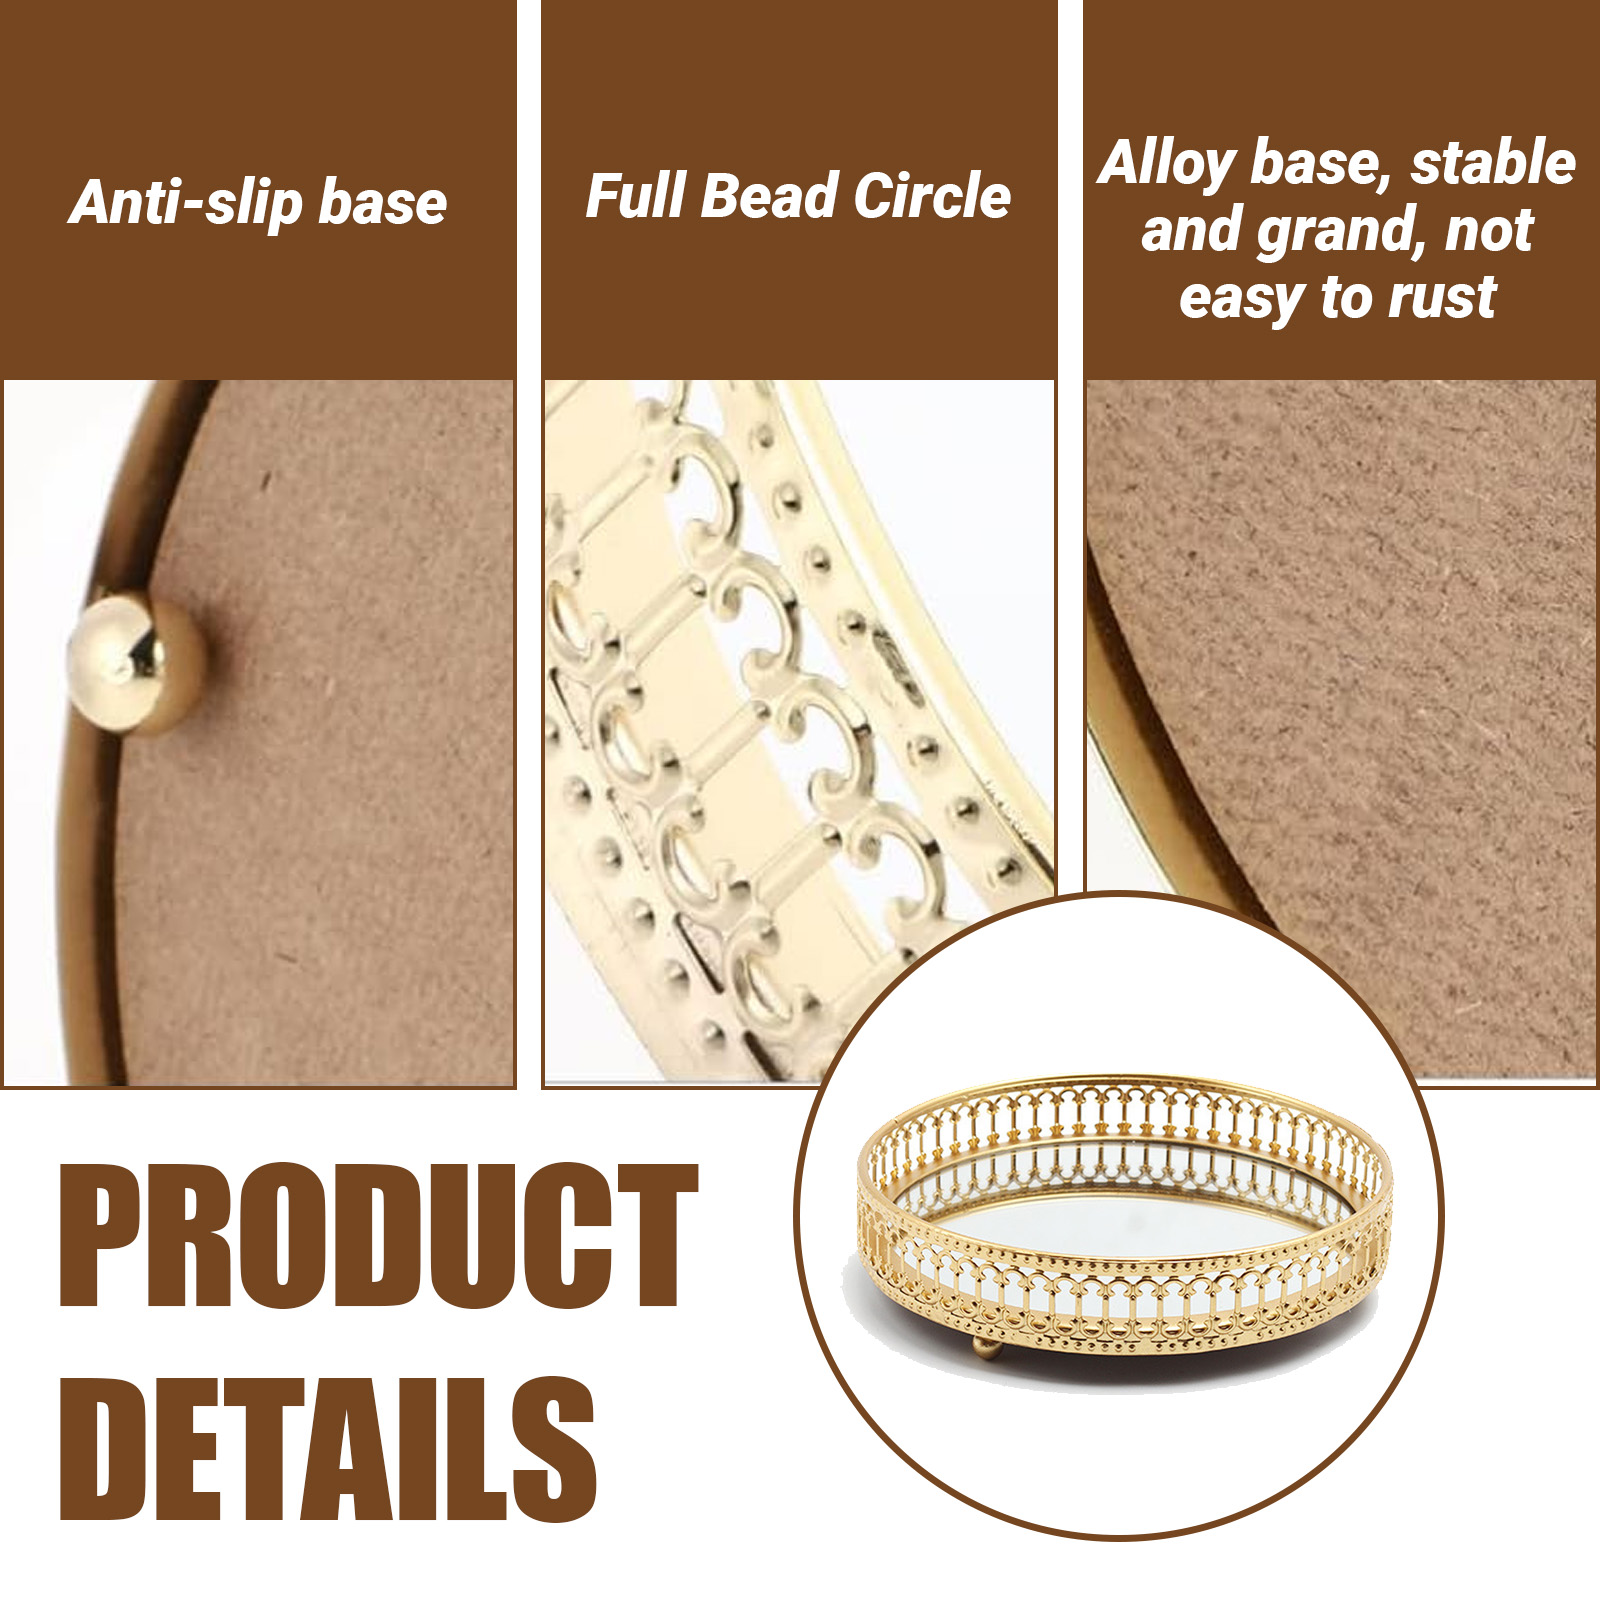 Anti-slip base
Full Bead Circle
Alloy base, stable
and grand, not
easy to rust
PRODUCT
DETAILS